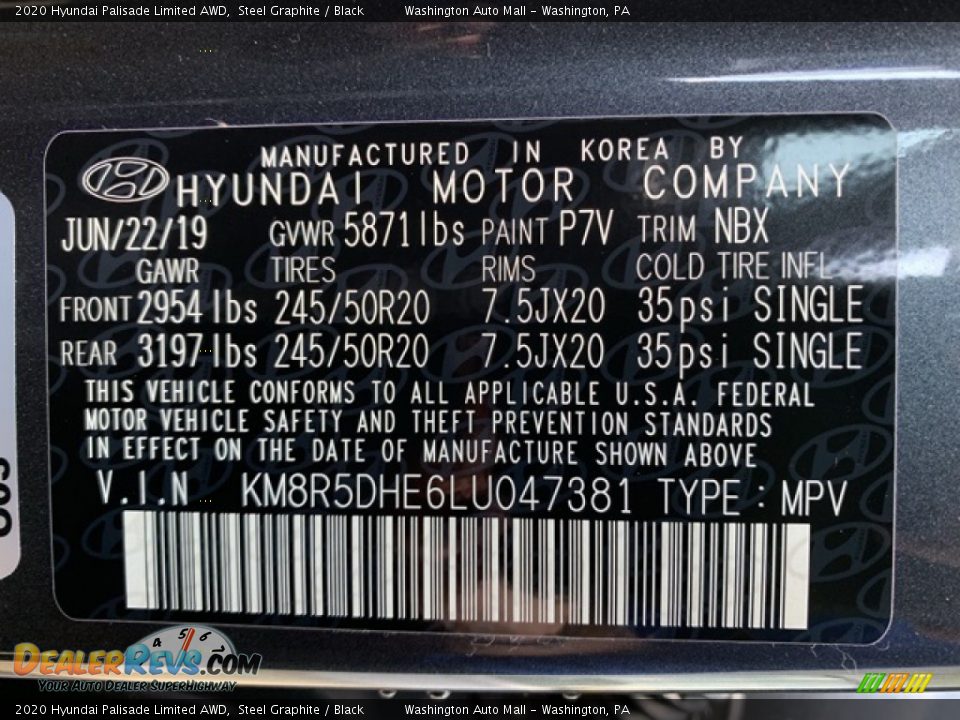 2020 Hyundai Palisade Limited AWD, Steel Graphite / Black Washington Auto Mall - Washington, PA
MANUFACTURED IN KOREA BY
HYUNDAI MOTOR COMPANY
JUN/22/19 GVWR 5871 lbs PAINT P7V TRIM NBX
GAWR TIRES RIMS COLD TIRE INFL
FRONT 2954 lbs 245/50R20 7.5JX20 35psi SINGLE
REAR 3197 lbs 245/50R20 7.5JX20 35psi SINGLE
THIS VEHICLE CONFORMS TO ALL APPLICABLE U.S.A. FEDERAL
MOTOR VEHICLE SAFETY AND THEFT PREVENTION STANDARDS
IN EFFECT ON THE DATE OF MANUFACTURE SHOWN ABOVE
V.I.N KM8R5DHE6LU047381 TYPE : MPV
4 5 6
DEALERREVS.COM
YOUR AUTO DEALER SUPERHIGHWAY
2020 Hyundai Palisade Limited AWD, Steel Graphite / Black Washington Auto Mall - Washington, PA